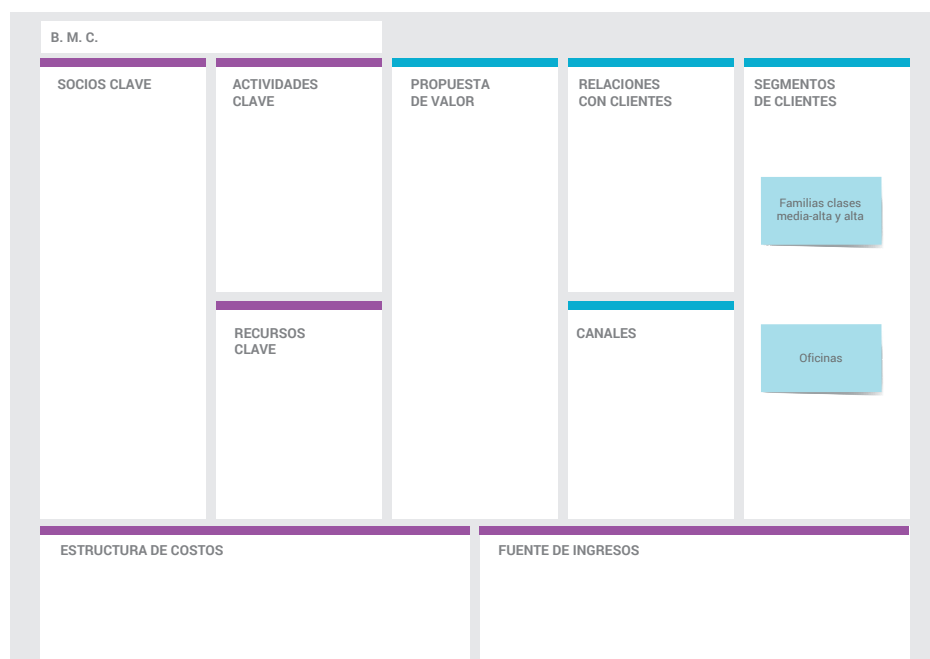 B. M. C.
SOCIOS CLAVE
ACTIVIDADES
CLAVE
RECURSOS
CLAVE
PROPUESTA
DE VALOR
RELACIONES
CON CLIENTES
CANALES
SEGMENTOS
DE CLIENTES
Familias clases
media-alta y alta
Oficinas
ESTRUCTURA DE COSTOS
FUENTE DE INGRESOS